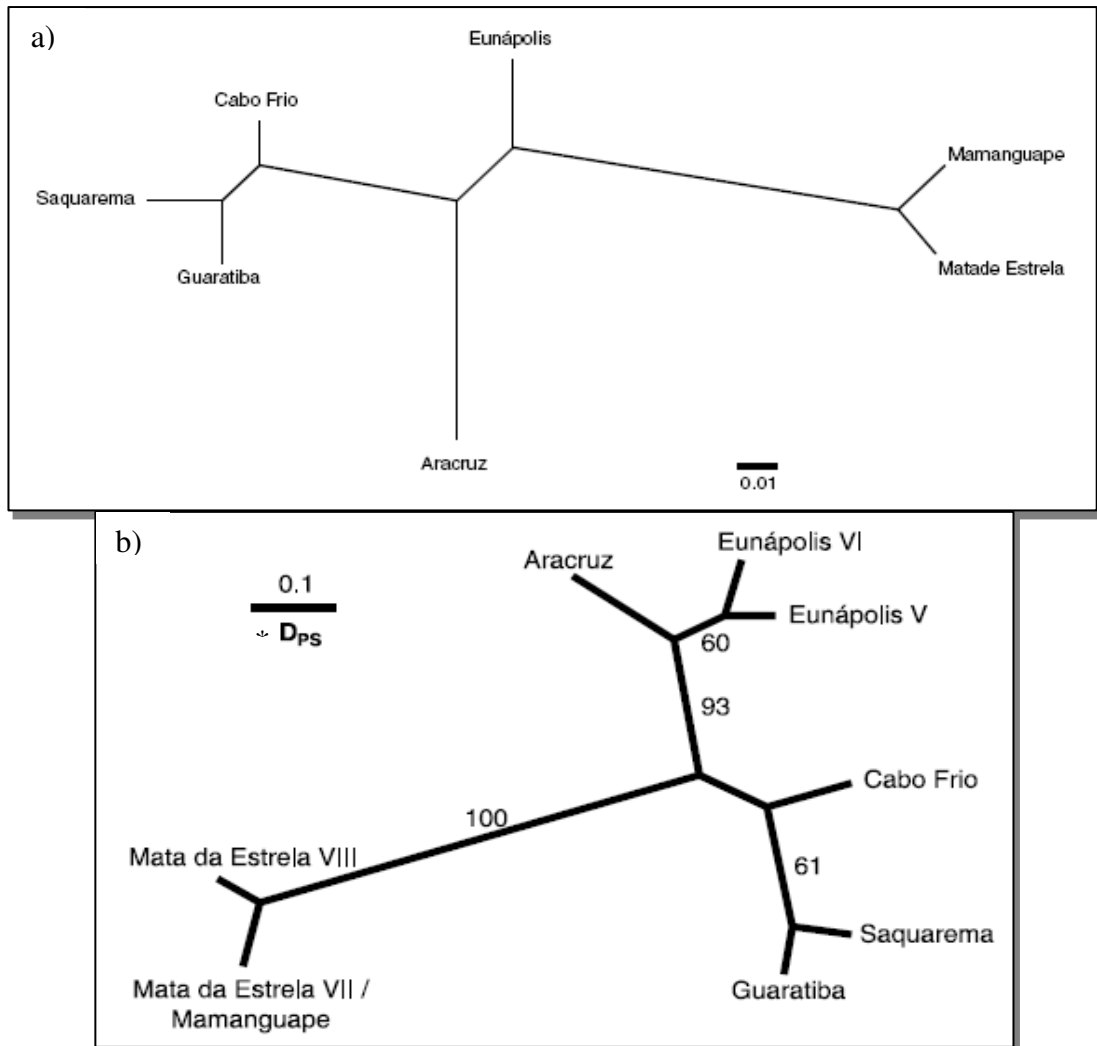 a)
Eunápolis
Cabo Frio
Mamanguape
Saquarema
Guaratiba
Matade Estrela
Aracruz
0.01
b)
Eunápolis VI
Aracruz
0.1
Eunápolis V
* D_PS
60
93
Cabo Frio
100
Mata da Estrela VIII
61
Saquarema
Guaratiba
Mata da Estrela VII /
Mamanguape